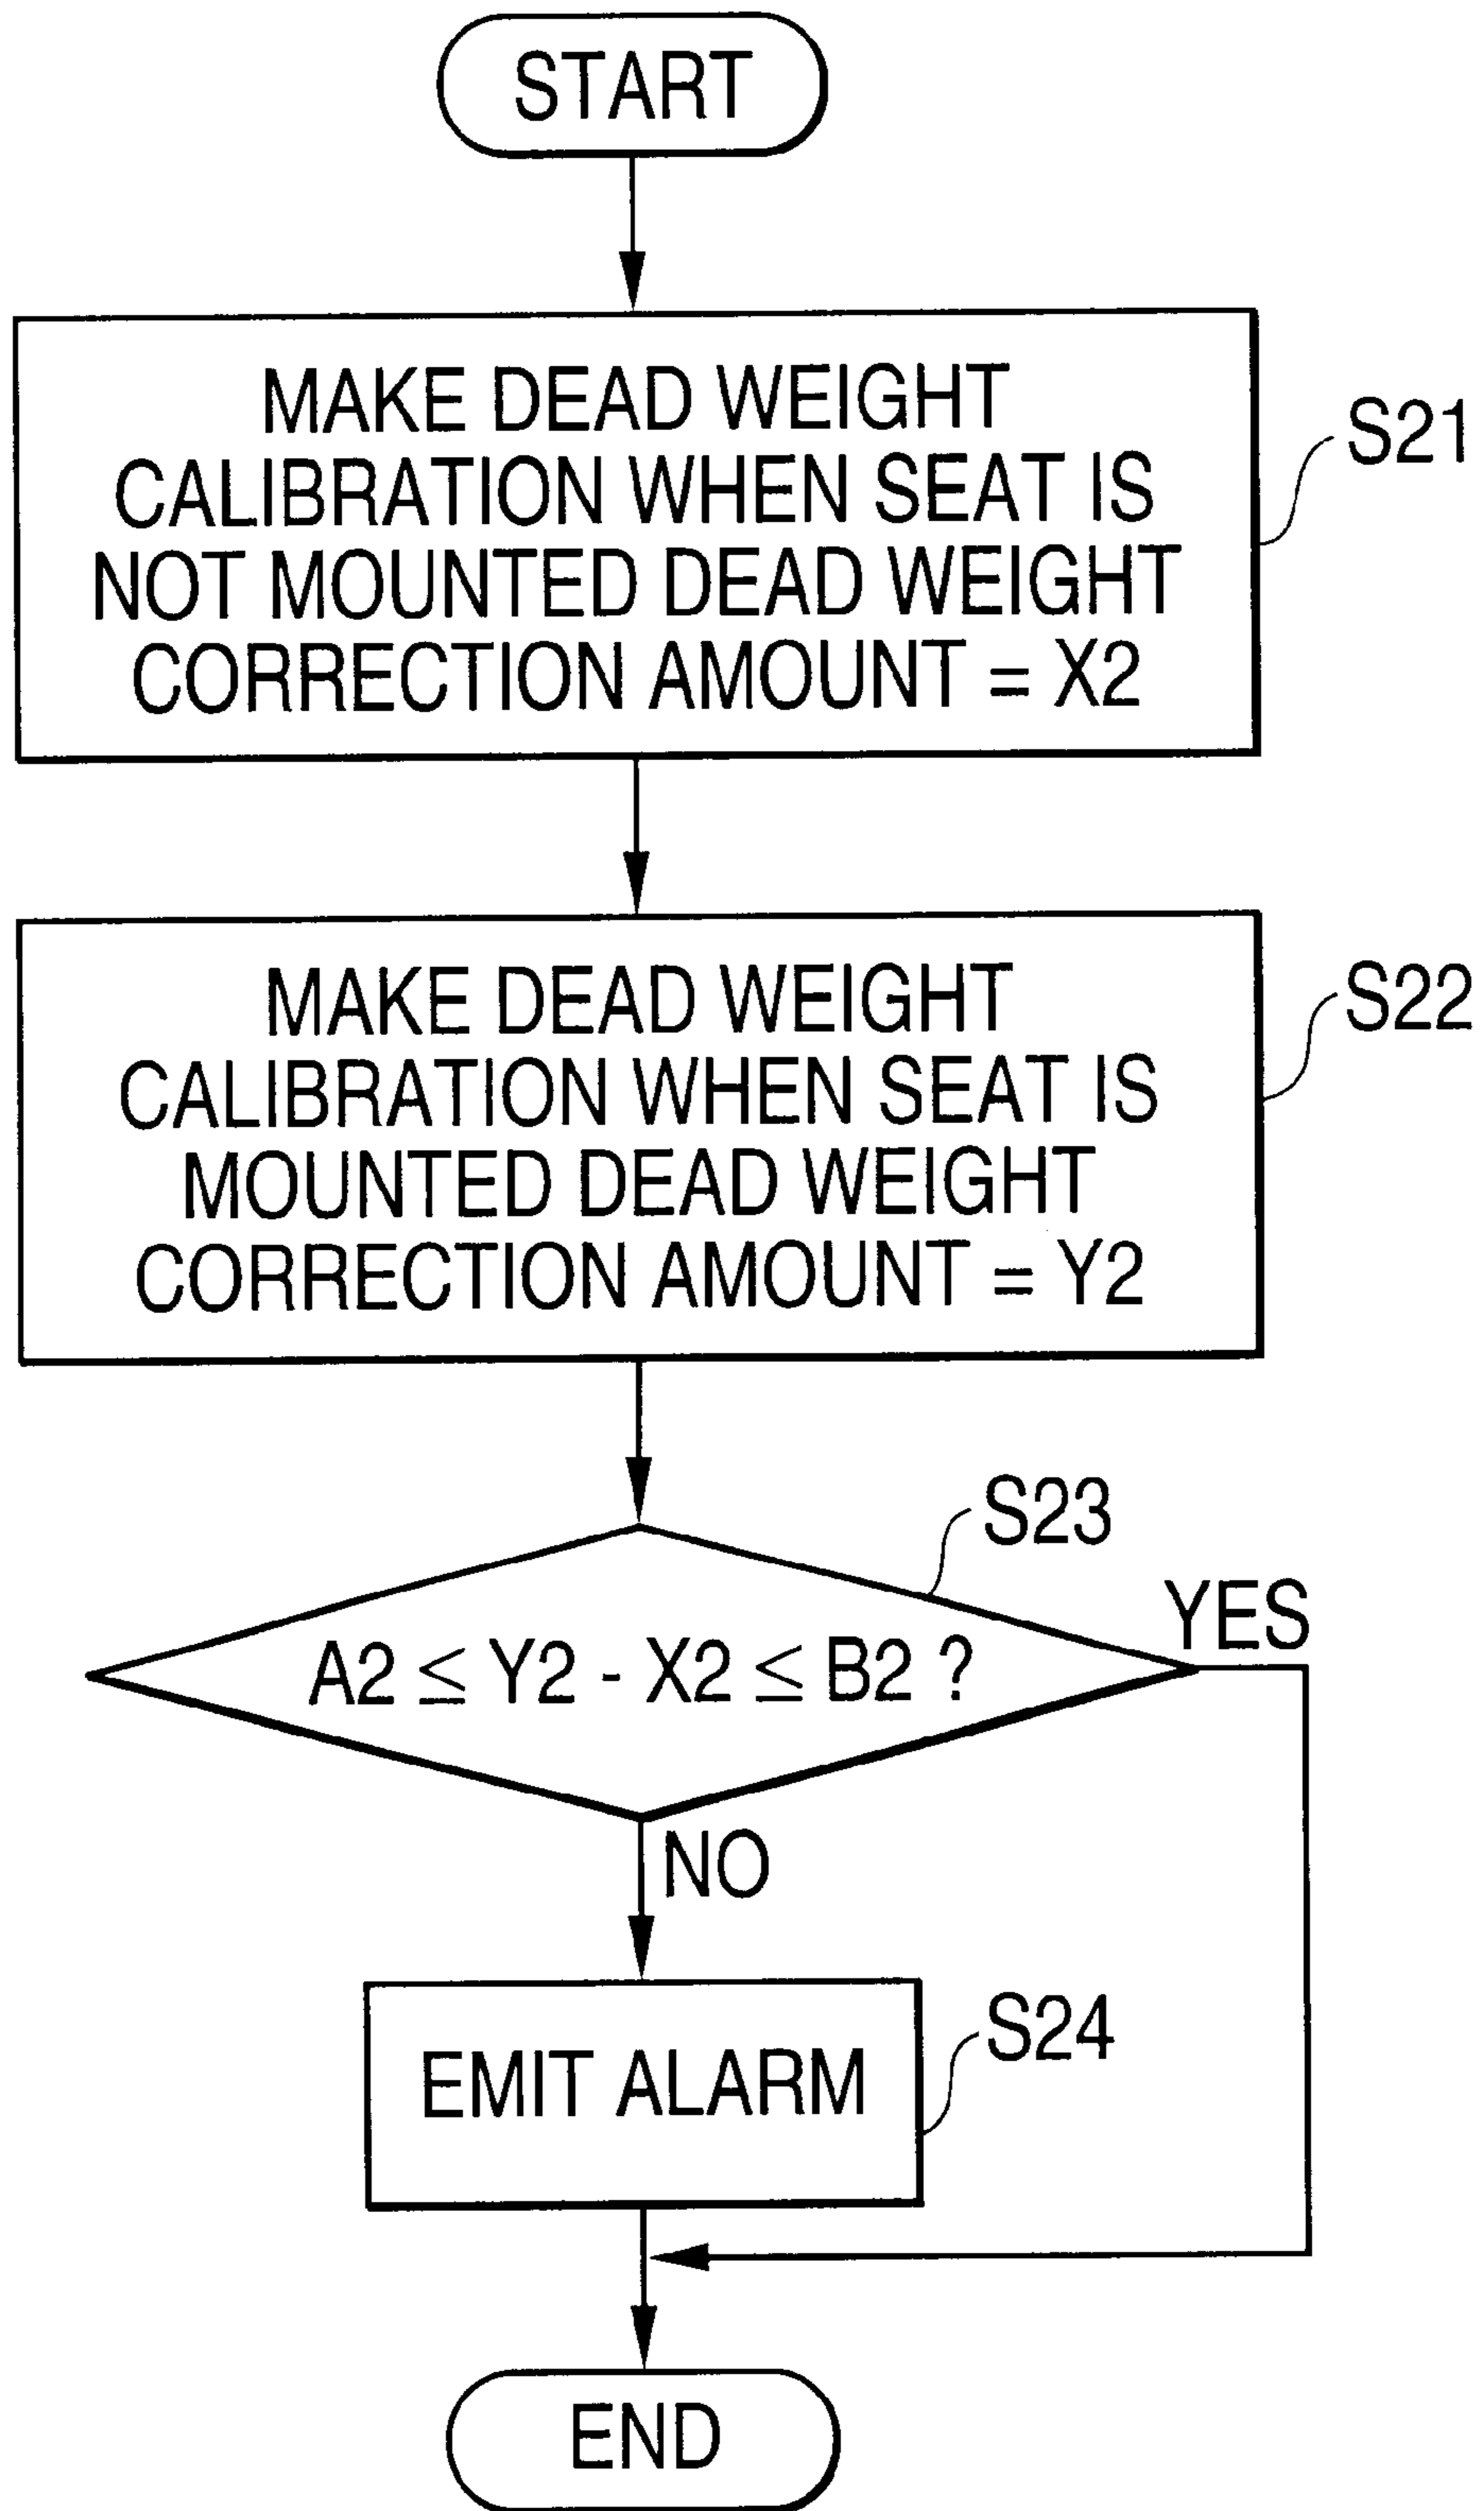 START
MAKE DEAD WEIGHT
CALIBRATION WHEN SEAT IS
NOT MOUNTED DEAD WEIGHT
CORRECTION AMOUNT = X2
S21
MAKE DEAD WEIGHT
CALIBRATION WHEN SEAT IS
MOUNTED DEAD WEIGHT
CORRECTION AMOUNT = Y2
S22
S23
A2 ≤ Y2 - X2 ≤ B2 ?
YES
NO
EMIT ALARM
S24
END